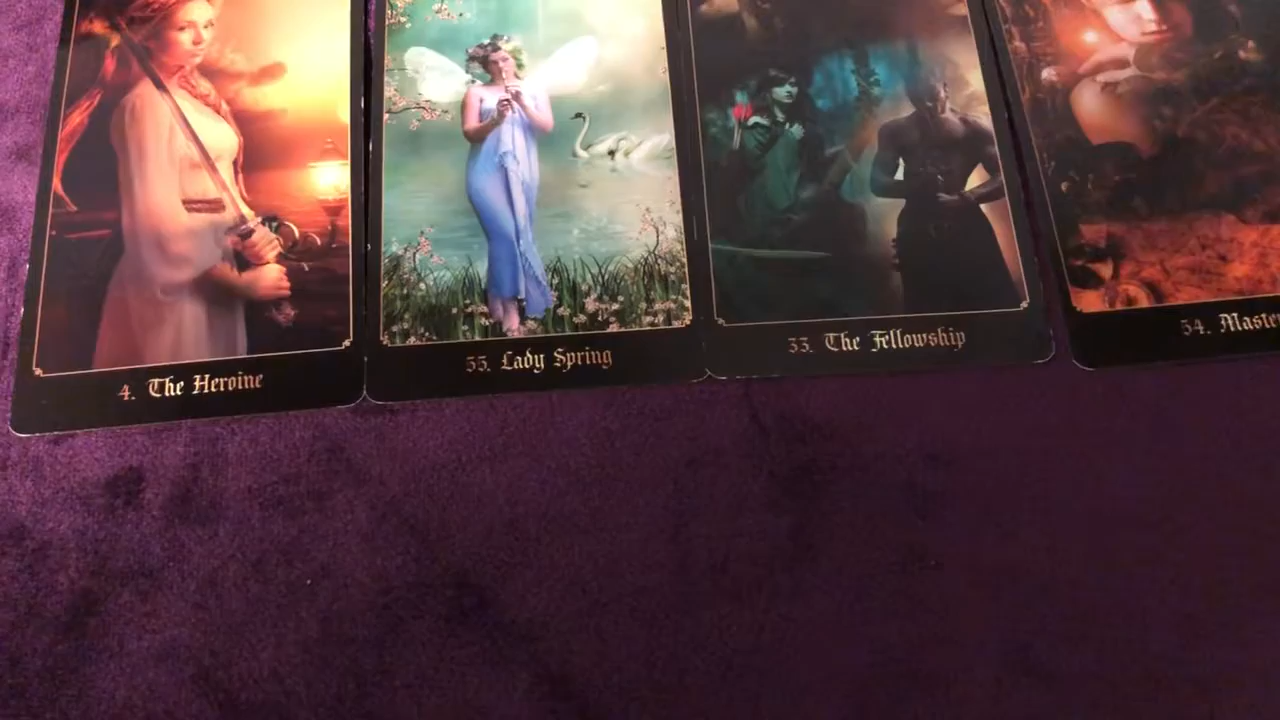 4. The Heroine
55. Lady Spring
33. The Fellowship
54. Master